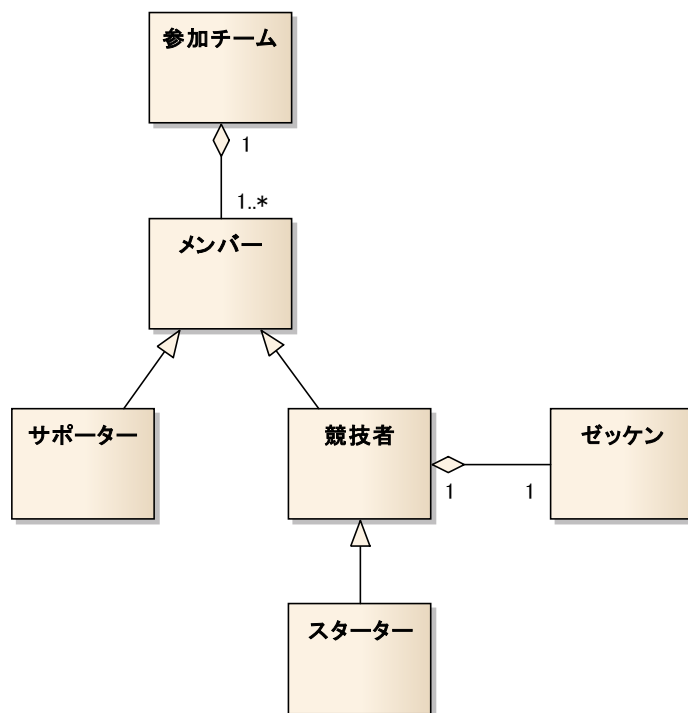 参加チーム
1
1..*
メンバー
サポーター
競技者
ゼッケン
1
1
スターター